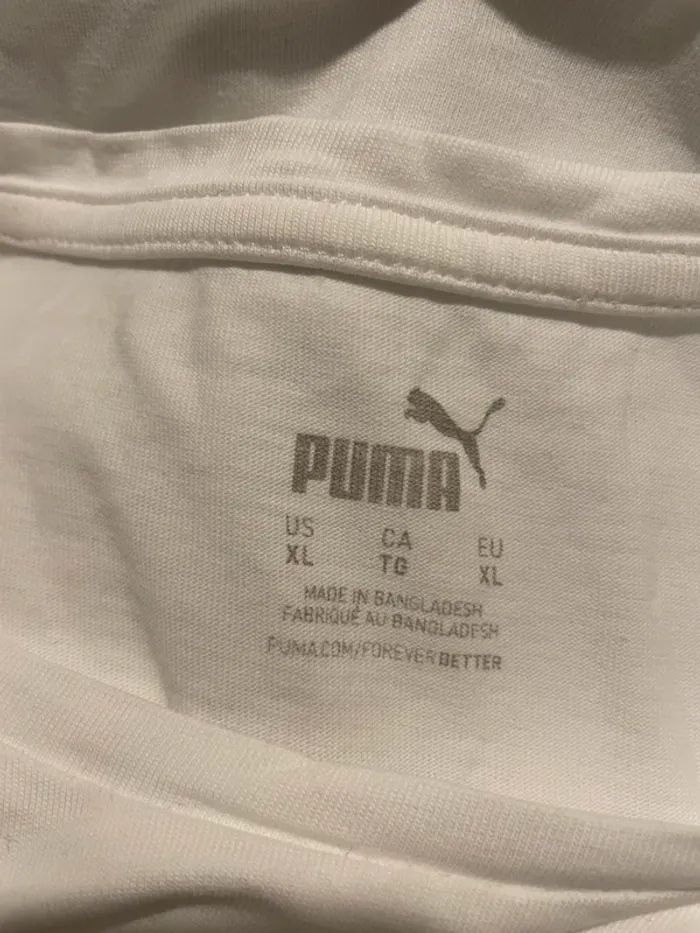 PUMA
US CA EU
XL TG XL
MADE IN BANGLADESH
FABRIQUÉ AU BANGLADESH
PUMA.COM/FOREVERBETTER